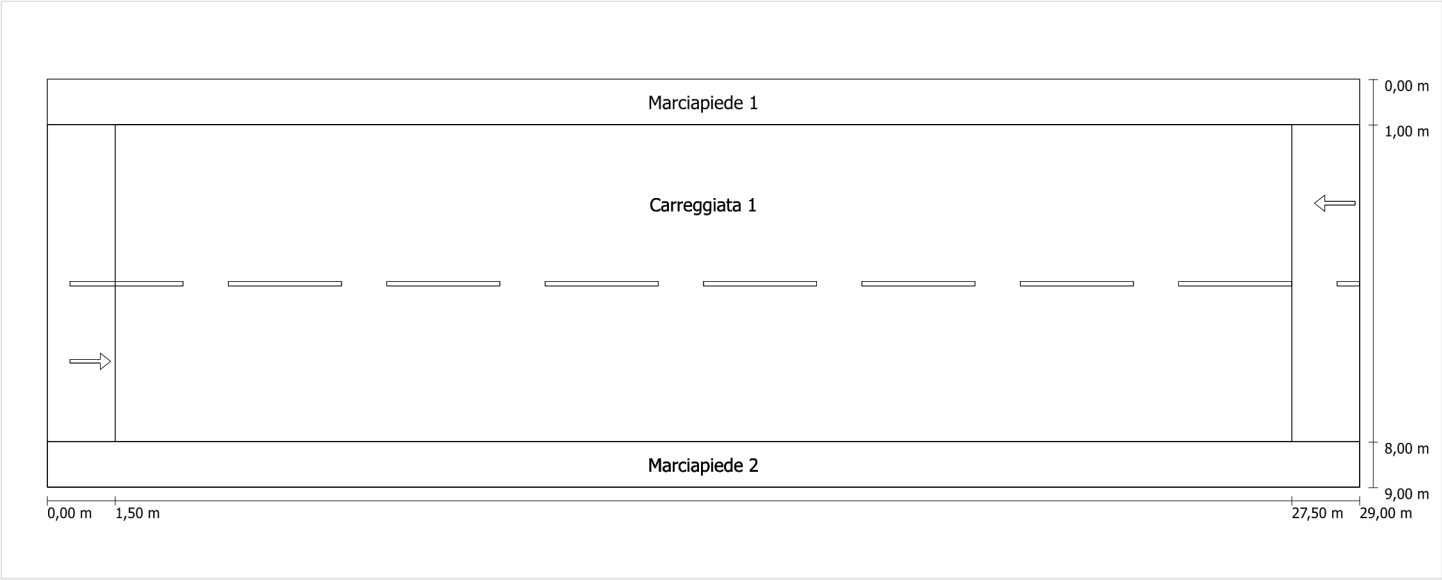 Marciapiede 1
0,00 m
1,00 m
Carreggiata 1
8,00 m
Marciapiede 2
9,00 m
0,00 m 1,50 m 27,50 m 29,00 m